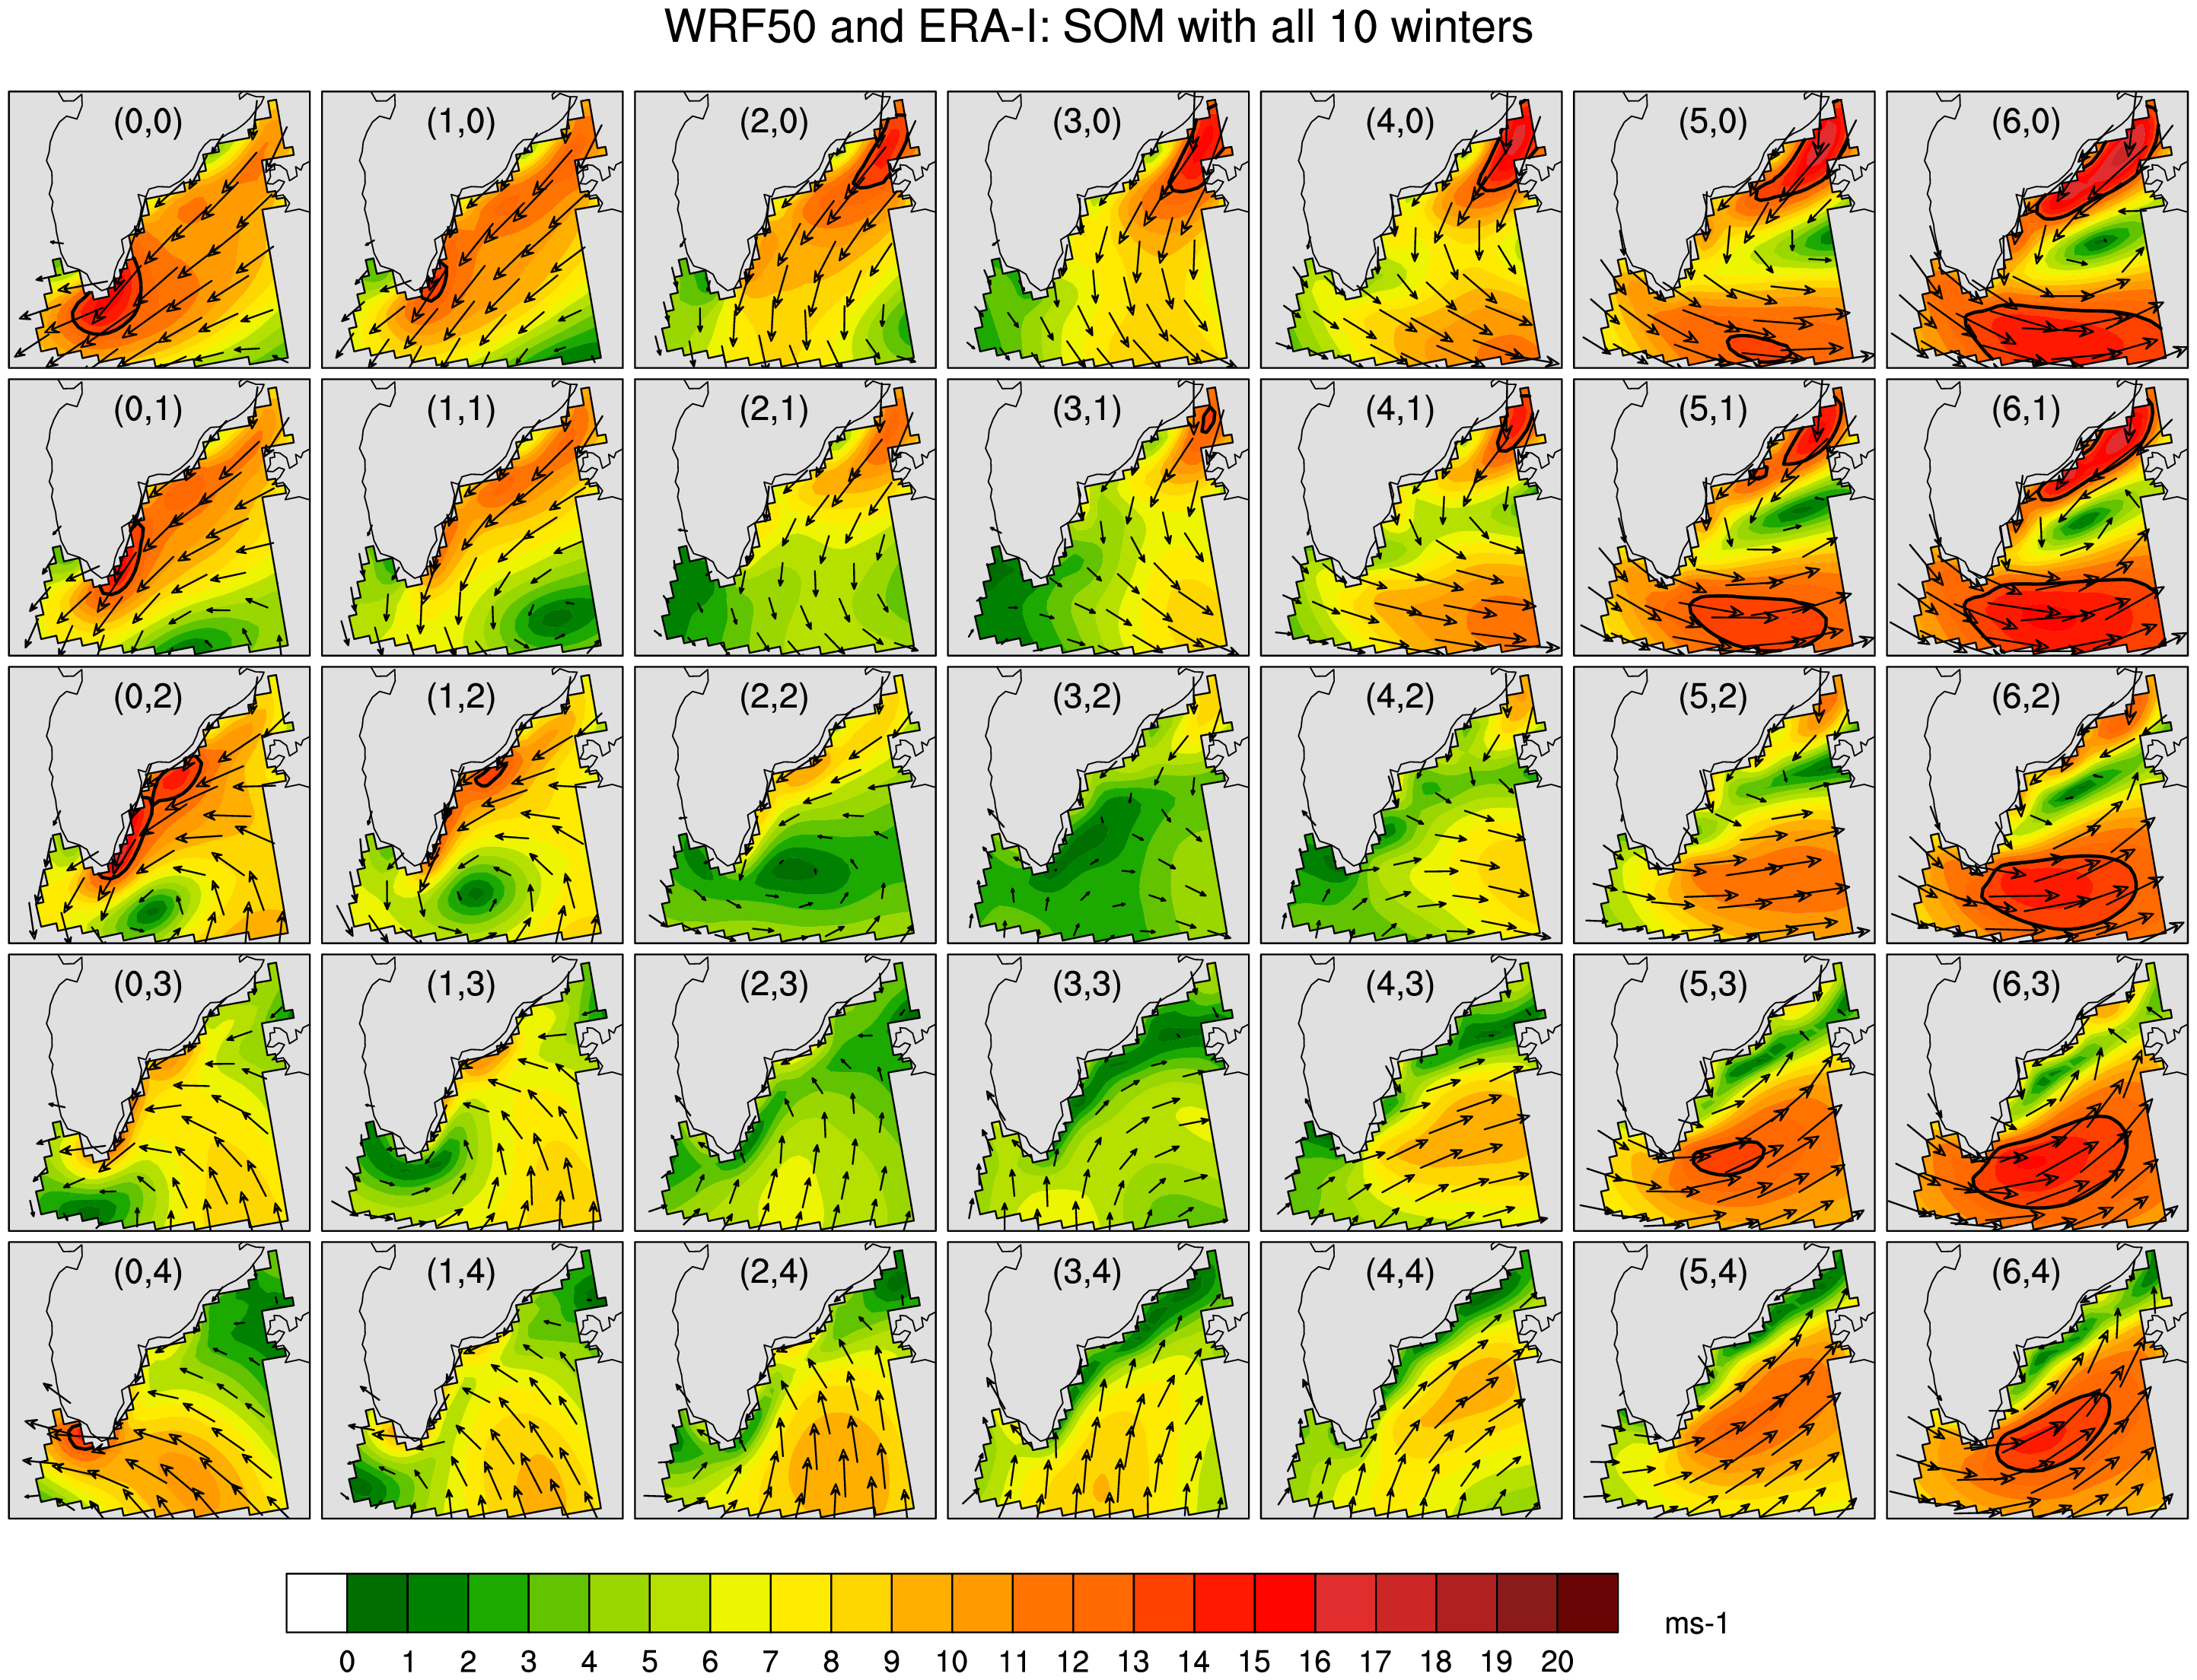 WRF50 and ERA-I: SOM with all 10 winters
(0,0) (1,0) (2,0) (3,0) (4,0) (5,0) (6,0)
(0,1) (1,1) (2,1) (3,1) (4,1) (5,1) (6,1)
(0,2) (1,2) (2,2) (3,2) (4,2) (5,2) (6,2)
(0,3) (1,3) (2,3) (3,3) (4,3) (5,3) (6,3)
(0,4) (1,4) (2,4) (3,4) (4,4) (5,4) (6,4)
ms-1
0 1 2 3 4 5 6 7 8 9 10 11 12 13 14 15 16 17 18 19 20